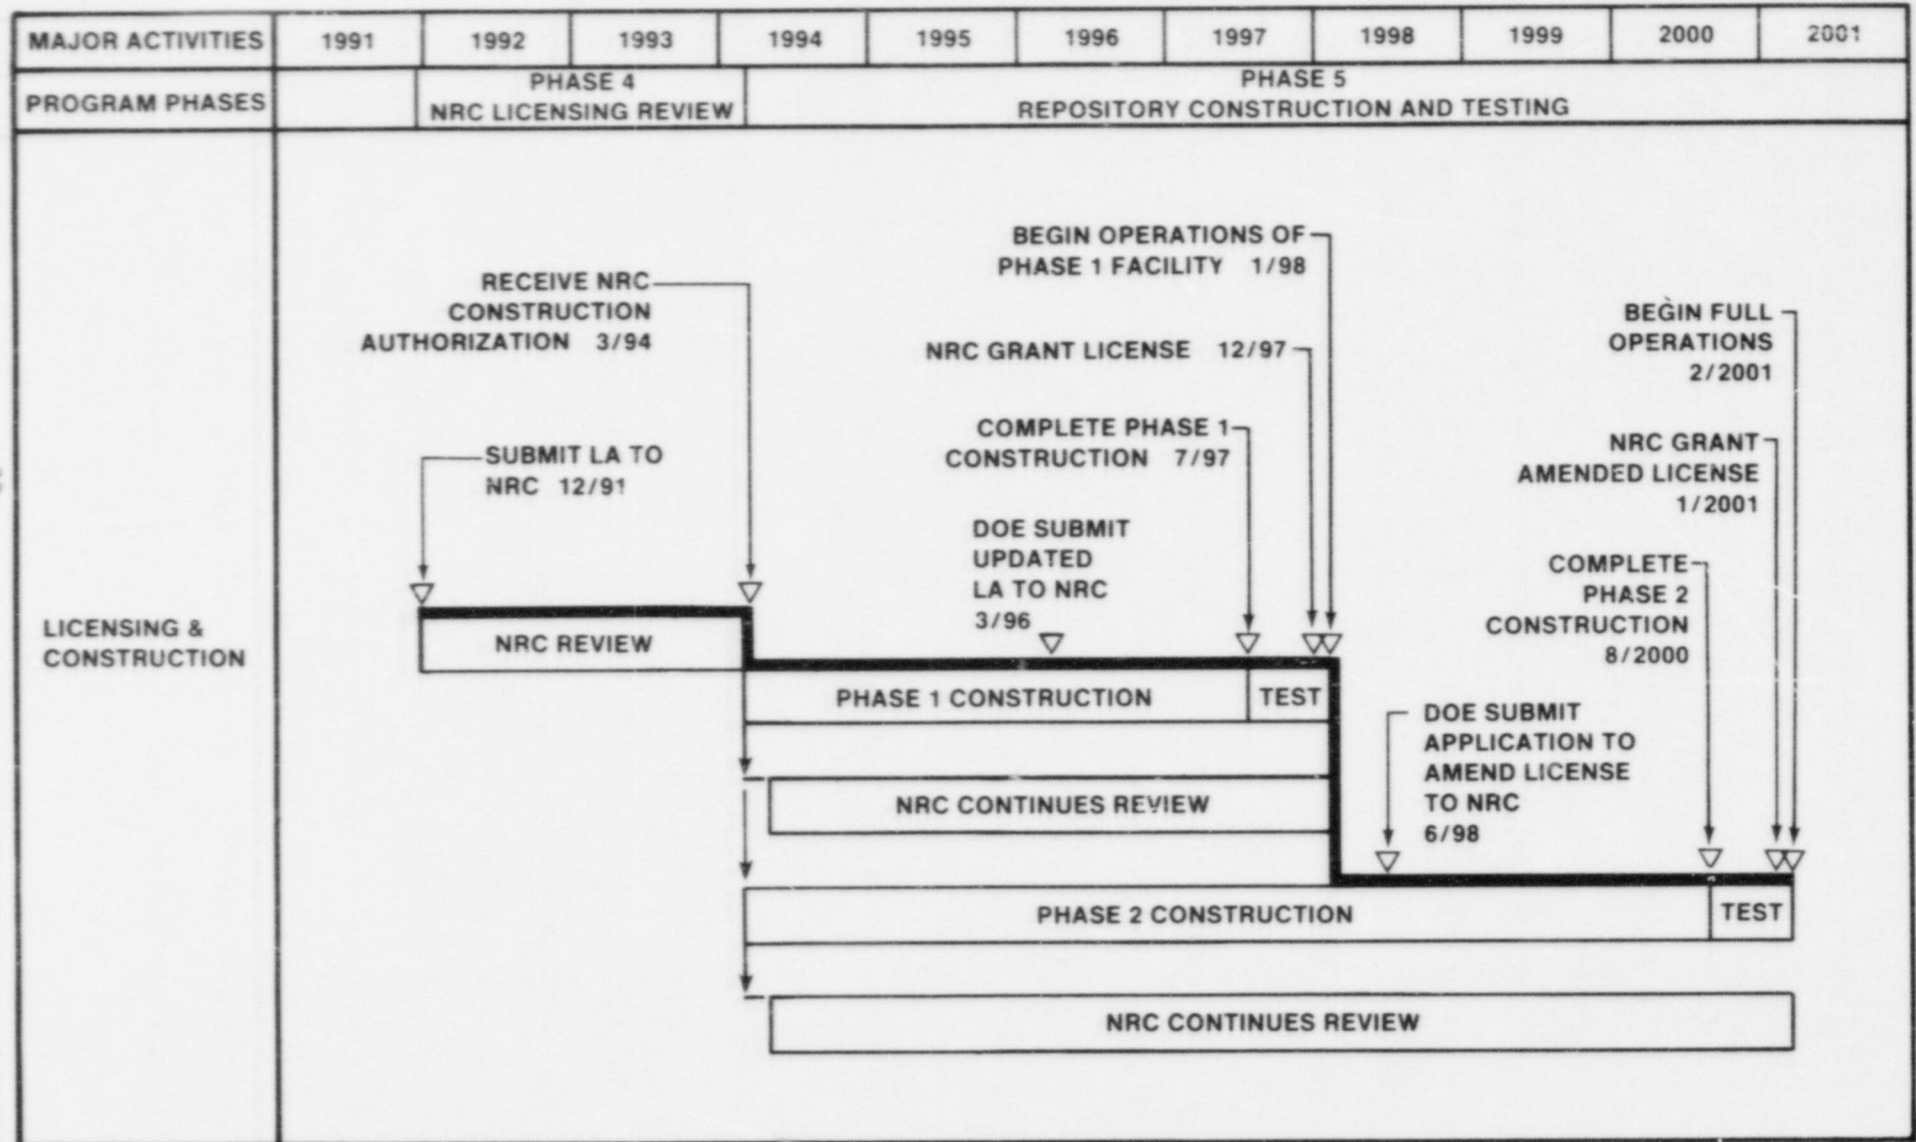 MAJOR ACTIVITIES 1991 1992 1993 1994 1995 1996 1997 1998 1999 2000 2001
PROGRAM PHASES
PHASE 4
NRC LICENSING REVIEW
PHASE 5
REPOSITORY CONSTRUCTION AND TESTING
LICENSING &
CONSTRUCTION
SUBMIT LA TO
NRC 12/91
RECEIVE NRC
CONSTRUCTION
AUTHORIZATION 3/94
BEGIN OPERATIONS OF
PHASE 1 FACILITY 1/98
NRC GRANT LICENSE 12/97
COMPLETE PHASE 1
CONSTRUCTION 7/97
DOE SUBMIT
UPDATED
LA TO NRC
3/96
BEGIN FULL
OPERATIONS
2/2001
NRC GRANT
AMENDED LICENSE
1/2001
COMPLETE
PHASE 2
CONSTRUCTION
8/2000
DOE SUBMIT
APPLICATION TO
AMEND LICENSE
TO NRC
6/98
NRC REVIEW
PHASE 1 CONSTRUCTION TEST
NRC CONTINUES REVIEW
PHASE 2 CONSTRUCTION TEST
NRC CONTINUES REVIEW